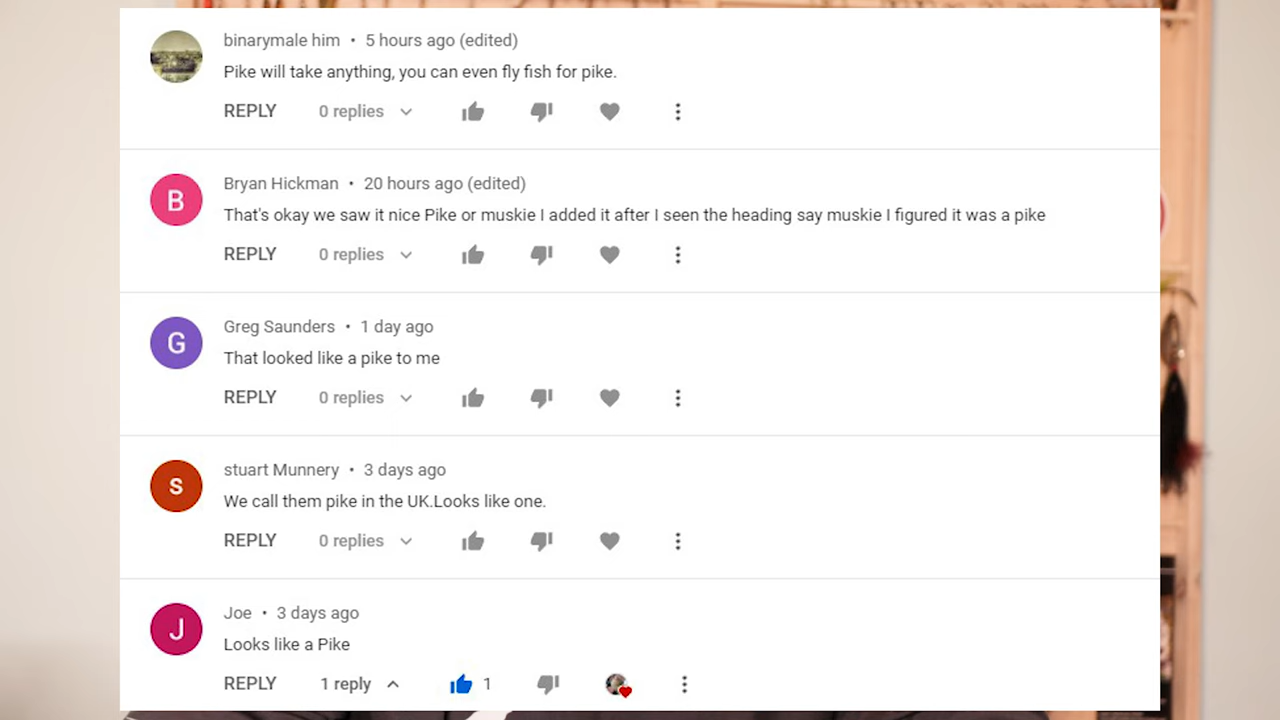 binarymale him • 5 hours ago (edited)
Pike will take anything, you can even fly fish for pike.
REPLY 0 replies
B
Bryan Hickman • 20 hours ago (edited)
That's okay we saw it nice Pike or muskie I added it after I seen the heading say muskie I figured it was a pike
REPLY 0 replies
G
Greg Saunders • 1 day ago
That looked like a pike to me
REPLY 0 replies
S
stuart Munnery • 3 days ago
We call them pike in the UK.Looks like one.
REPLY 0 replies
J
Joe • 3 days ago
Looks like a Pike
REPLY 1 reply 1